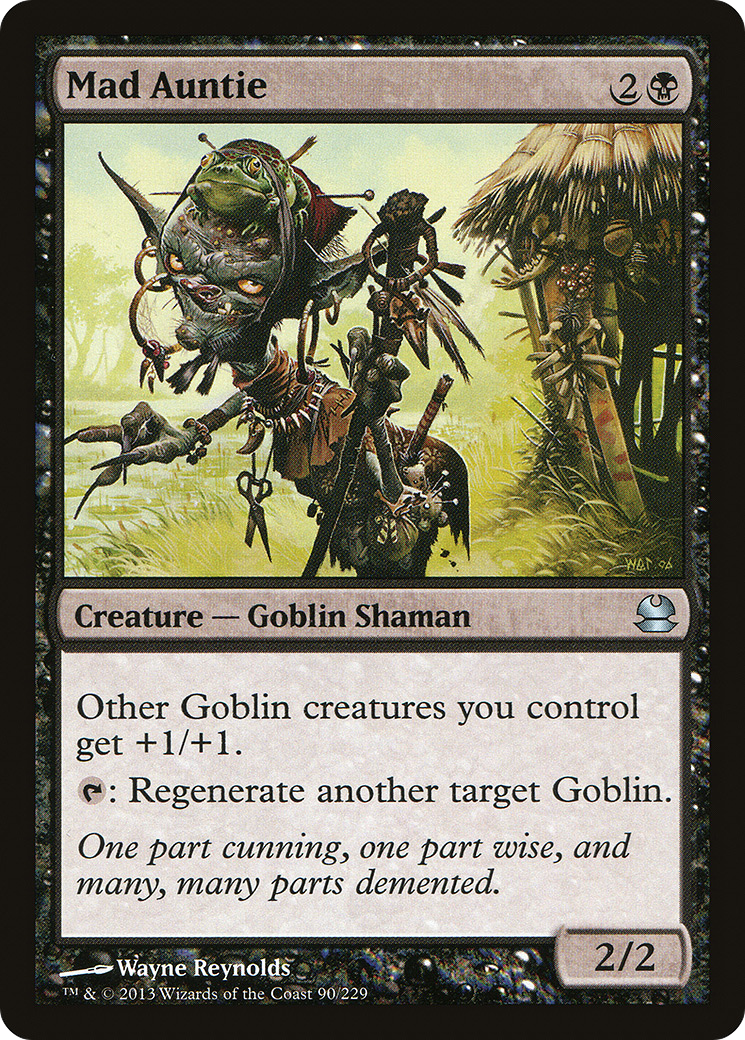 Mad Auntie 2
Creature — Goblin Shaman
Other Goblin creatures you control
get +1/+1.
: Regenerate another target Goblin.
One part cunning, one part wise, and
many, many parts demented.
2/2
Wayne Reynolds
™ & © 2013 Wizards of the Coast 90/229